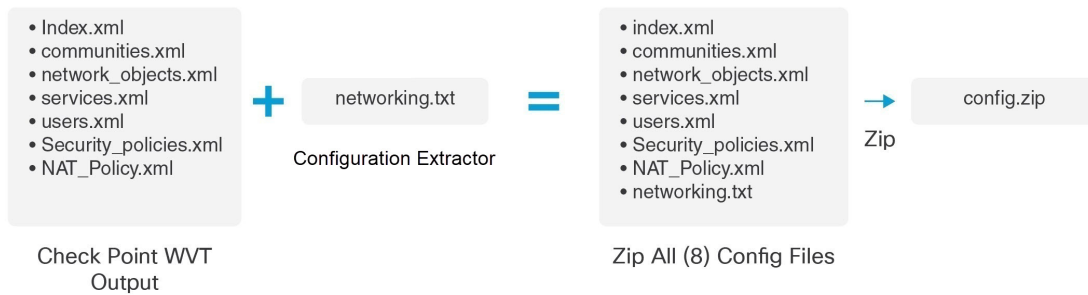 • Index.xml
• communities.xml
• network_objects.xml
• services.xml
• users.xml
• Security_policies.xml
• NAT_Policy.xml
Check Point WVT
Output
+
networking.txt
Configuration Extractor
=
• index.xml
• communities.xml
• network_objects.xml
• services.xml
• users.xml
• Security_policies.xml
• NAT_Policy.xml
• networking.txt
Zip All (8) Config Files
Zip
config.zip